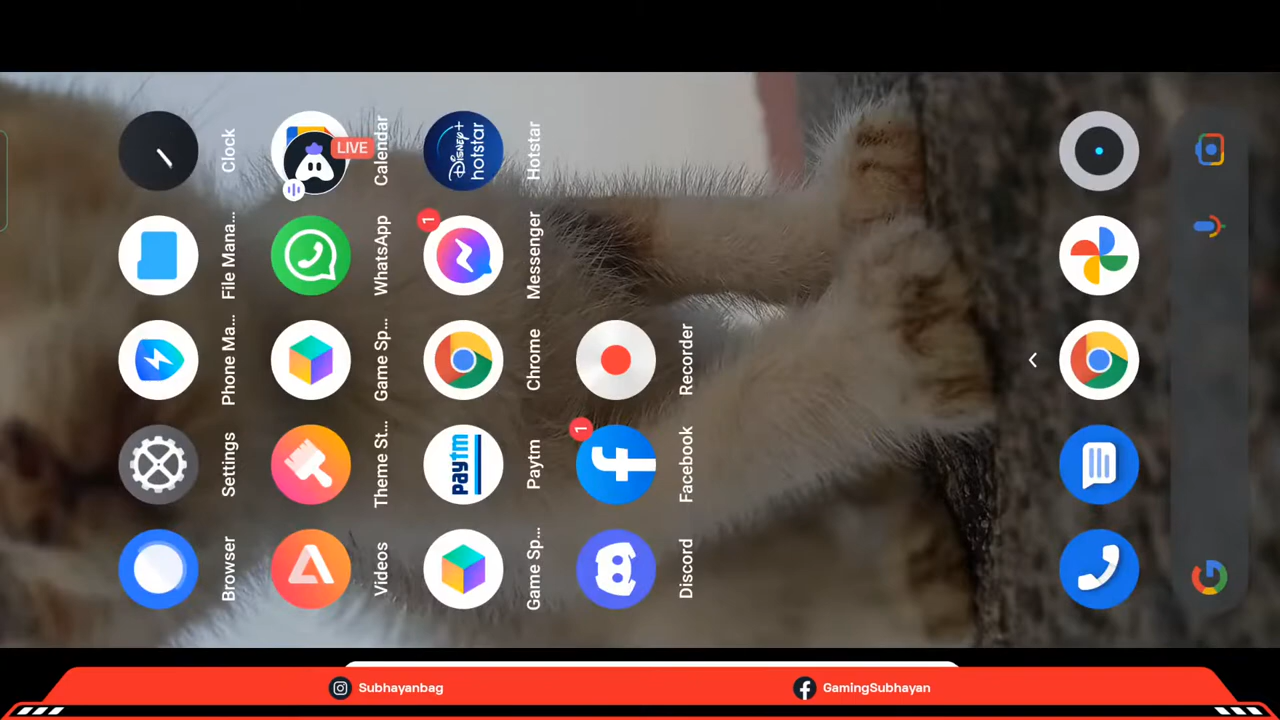 Browser
Settings
Phone Ma...
File Mana...
Clock
Videos
Theme St...
Game Sp...
WhatsApp
Calendar
LIVE
Game Sp...
paytm
Paytm
Chrome
1
Messenger
Disney+
hotstar
Hotstar
Discord
1
Facebook
Recorder
Subhayanbag
GamingSubhayan